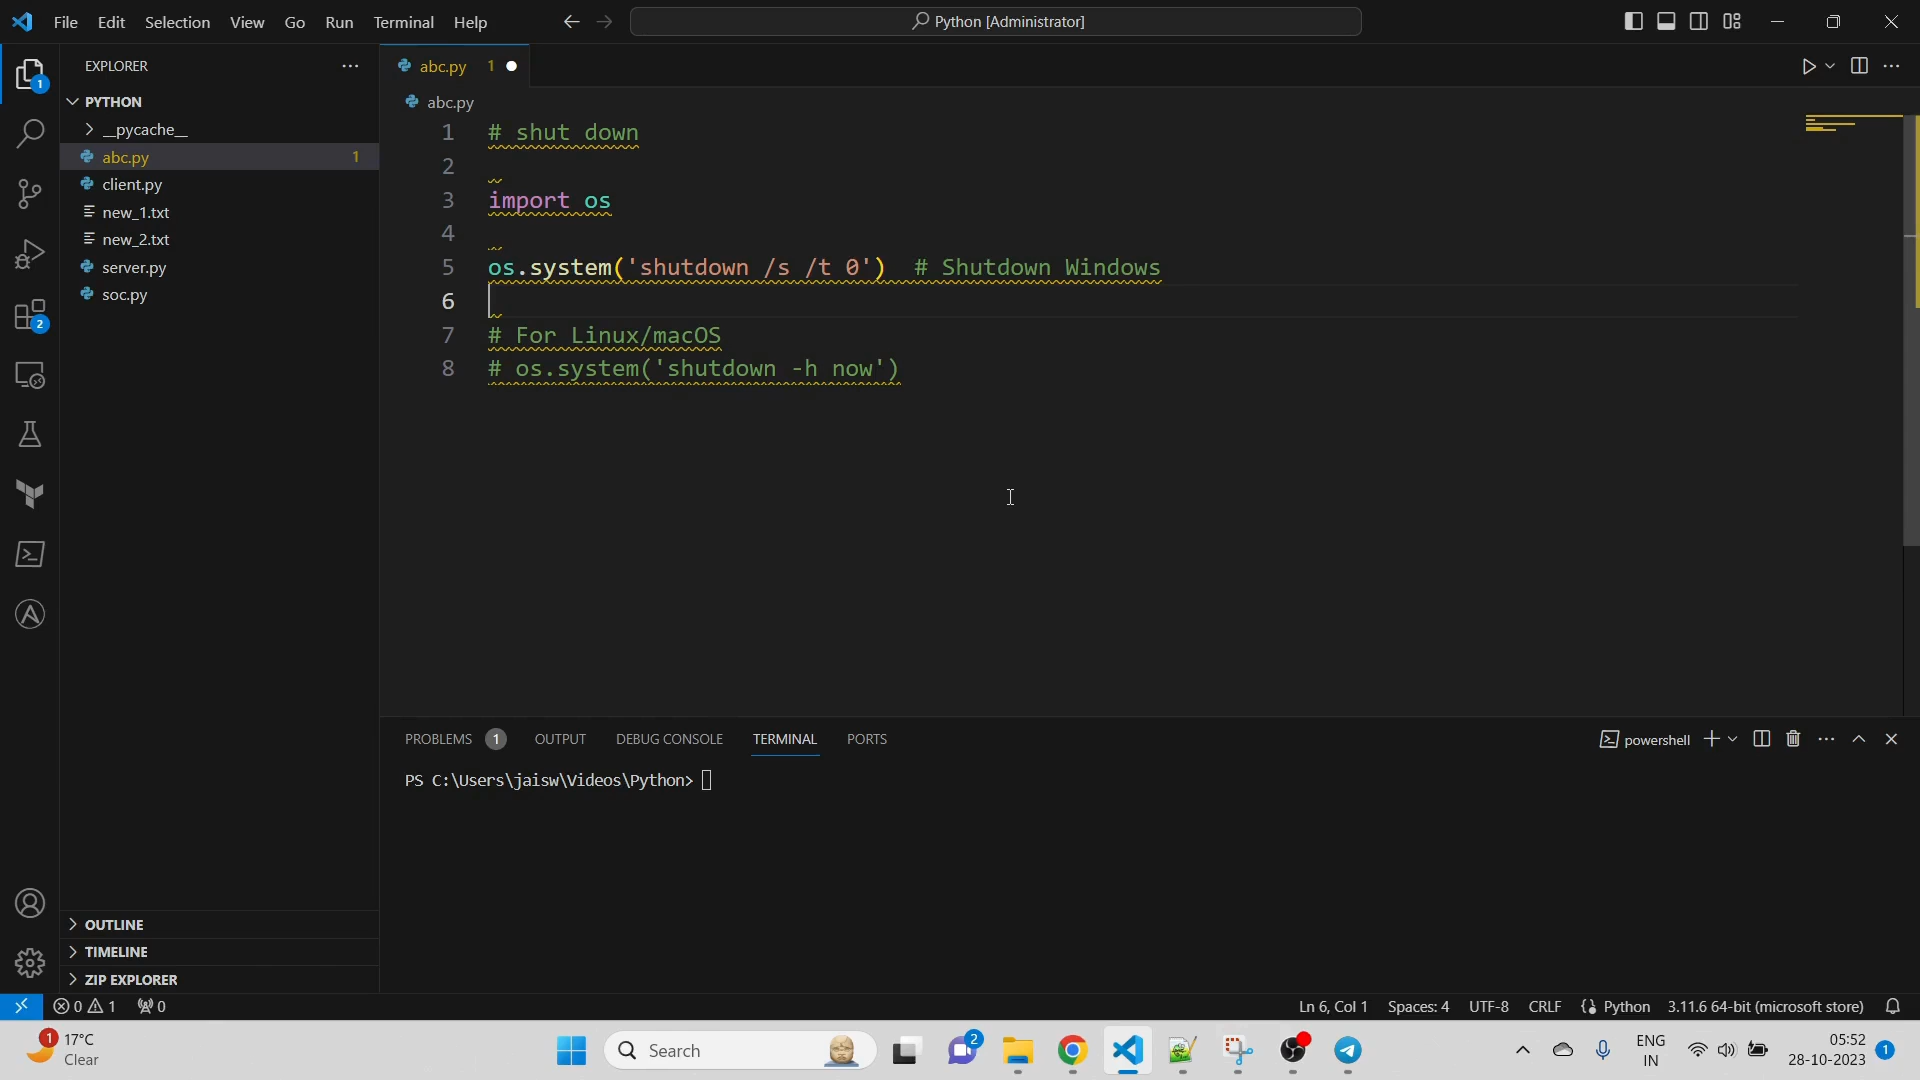 File Edit Selection View Go Run Terminal Help
Python [Administrator]
EXPLORER
1
PYTHON
__pycache__
abc.py 1
client.py
new_1.txt
new_2.txt
server.py
soc.py
2
OUTLINE
TIMELINE
ZIP EXPLORER
abc.py 1
abc.py
1 # shut down
2
3 import os
4
5 os.system('shutdown /s /t 0')  # Shutdown Windows
6
7 # For Linux/macOS
8 # os.system('shutdown -h now')
PROBLEMS 1 OUTPUT DEBUG CONSOLE TERMINAL PORTS
powershell
PS C:\Users\jaisw\Videos\Python>
0 1 0
Ln 6, Col 1 Spaces: 4 UTF-8 CRLF Python 3.11.6 64-bit (microsoft store)
1
17°C
Clear
Search
2
ENG
IN
05:52
28-10-2023
1